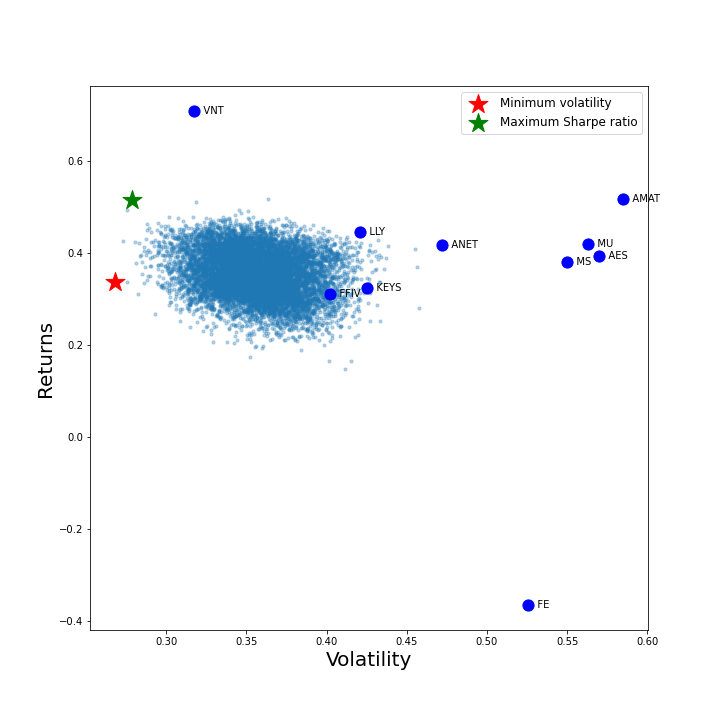 Minimum volatility
Maximum Sharpe ratio
VNT
0.6
AMAT
LLY
ANET
MU
0.4
AES
MS
KEYS
FFIV
0.2
Returns
0.0
−0.2
FE
−0.4
0.30 0.35 0.40 0.45 0.50 0.55 0.60
Volatility